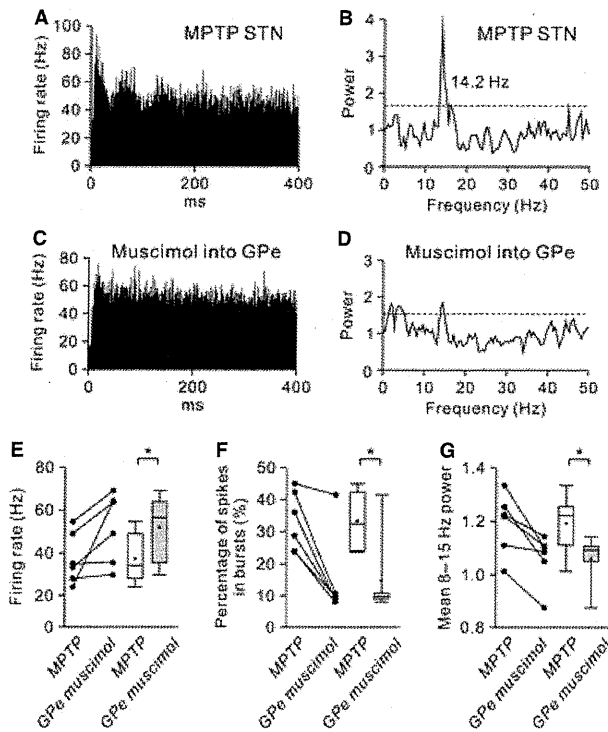 A
MPTP STN
Firing rate (Hz)
100
80
60
40
20
0
0
200
400
ms
B
MPTP STN
Power
4
3
2
1
0
14.2 Hz
0
10
20
30
40
50
Frequency (Hz)
C
Muscimol into GPe
Firing rate (Hz)
80
60
40
20
0
0
200
400
ms
D
Muscimol into GPe
Power
3
2
1
0
0
10
20
30
40
50
Frequency (Hz)
E
Firing rate (Hz)
80
60
40
20
0
*
MPTP
GPe muscimol
MPTP
GPe muscimol
F
Percentage of spikes
in bursts (%)
50
40
30
20
10
0
*
MPTP
GPe muscimol
MPTP
GPe muscimol
G
Mean 8–15 Hz power
1.4
1.2
1.0
0.8
*
MPTP
GPe muscimol
MPTP
GPe muscimol